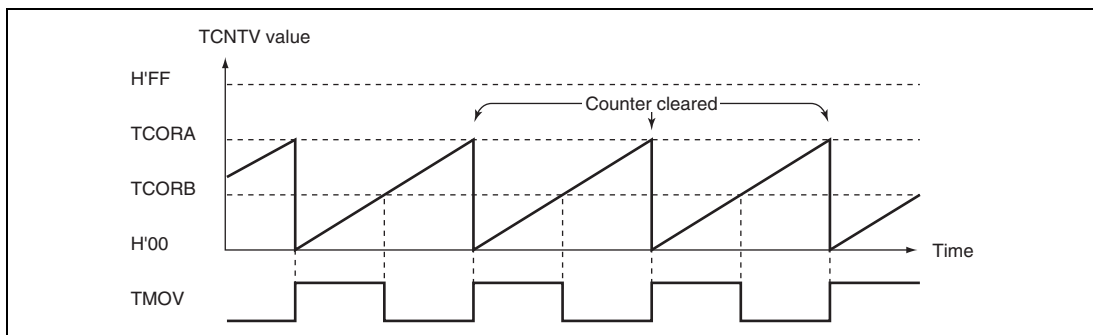 TCNTV value
H'FF
Counter cleared
TCORA
TCORB
H'00
Time
TMOV